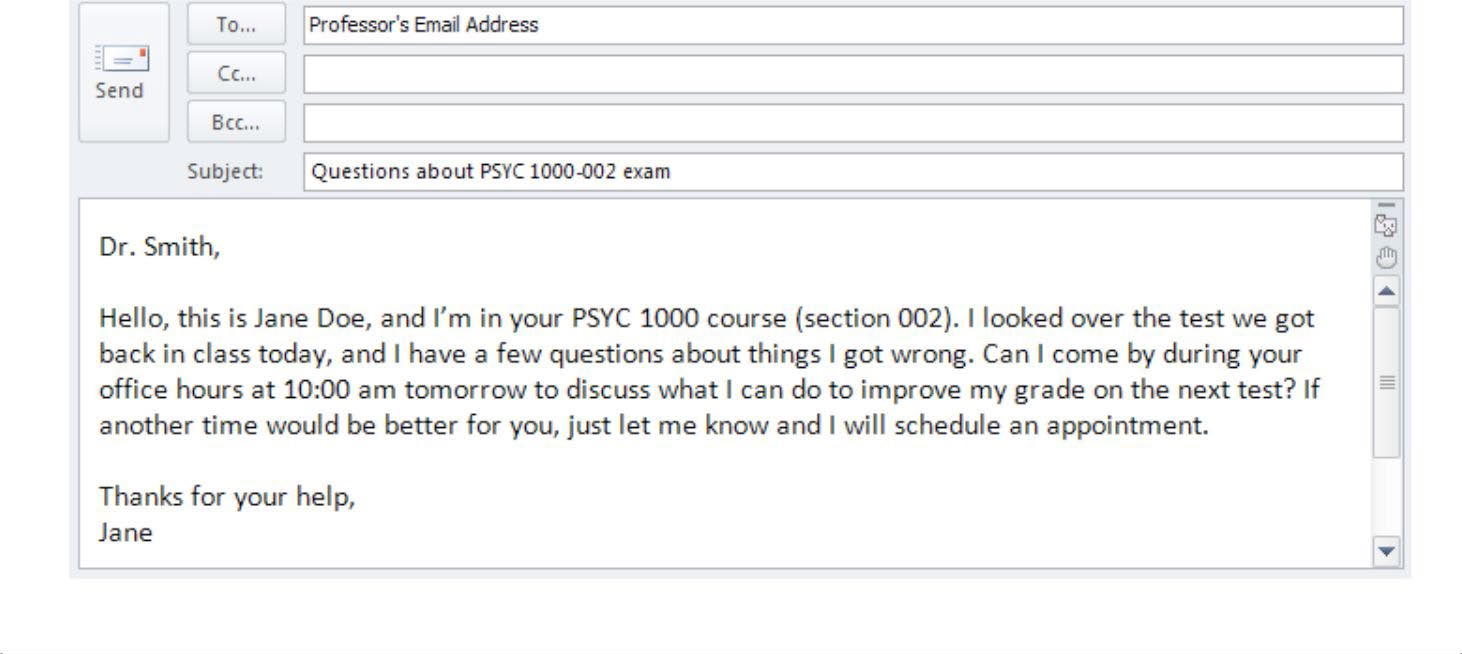 To...
Professor's Email Address
Send
Cc...
Bcc...
Subject:
Questions about PSYC 1000-002 exam
Dr. Smith,
Hello, this is Jane Doe, and I’m in your PSYC 1000 course (section 002). I looked over the test we got
back in class today, and I have a few questions about things I got wrong. Can I come by during your
office hours at 10:00 am tomorrow to discuss what I can do to improve my grade on the next test? If
another time would be better for you, just let me know and I will schedule an appointment.
Thanks for your help,
Jane